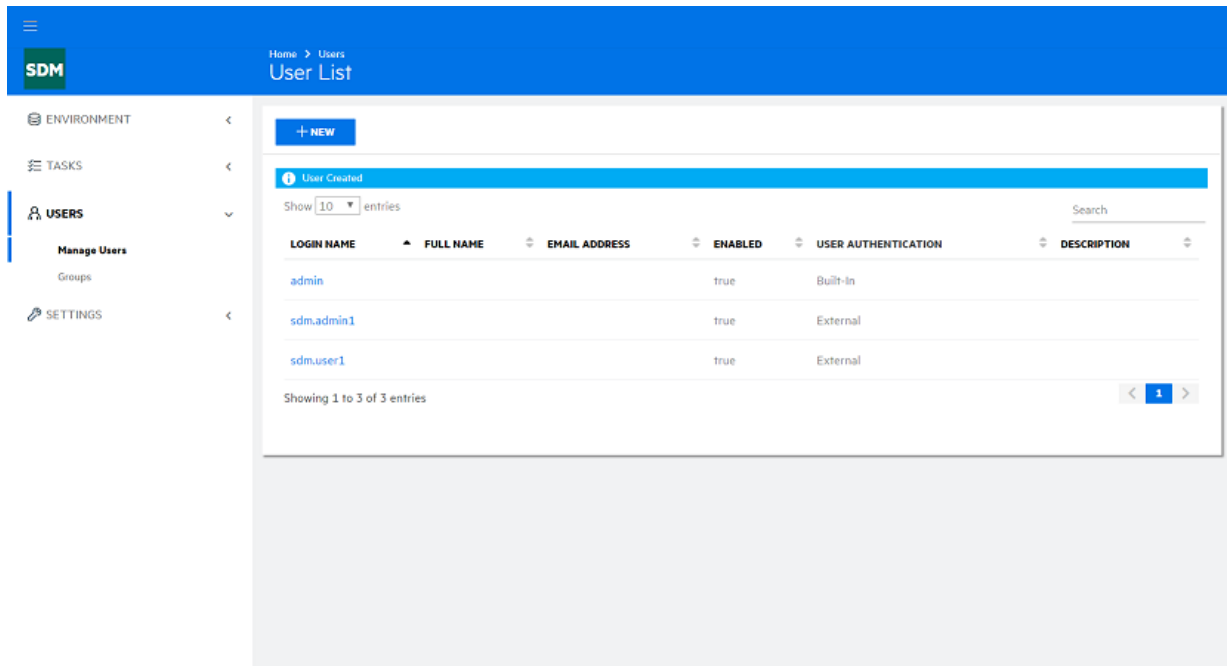 SDM
Home > Users
User List
ENVIRONMENT
TASKS
USERS
Manage Users
Groups
SETTINGS
+ NEW
User Created
Show 10 entries
Search
LOGIN NAME FULL NAME EMAIL ADDRESS ENABLED USER AUTHENTICATION DESCRIPTION
admin true Built-In
sdm.admin1 true External
sdm.user1 true External
Showing 1 to 3 of 3 entries
< 1 >